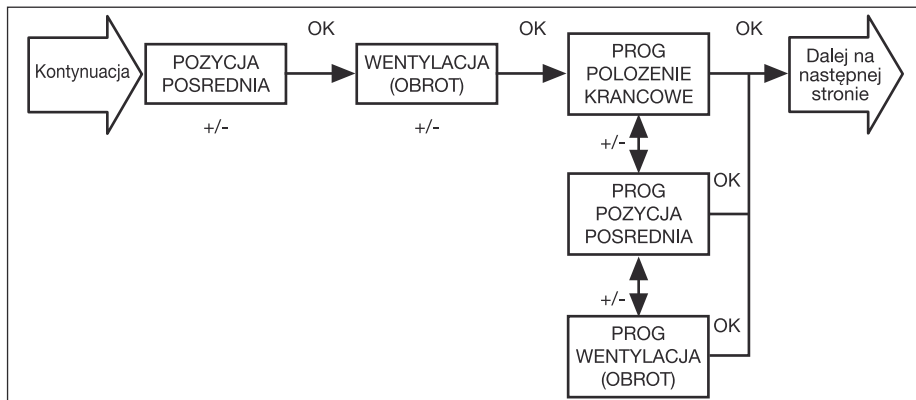 Kontynuacja
POZYCJA
POSREDNIA
+/-
OK
WENTYLACJA
(OBROT)
+/-
OK
PROG
POLOZENIE
KRANCOWE
OK
Dalej na
następnej
stronie
+/-
PROG
POZYCJA
POSREDNIA
OK
+/-
PROG
WENTYLACJA
(OBROT)
OK